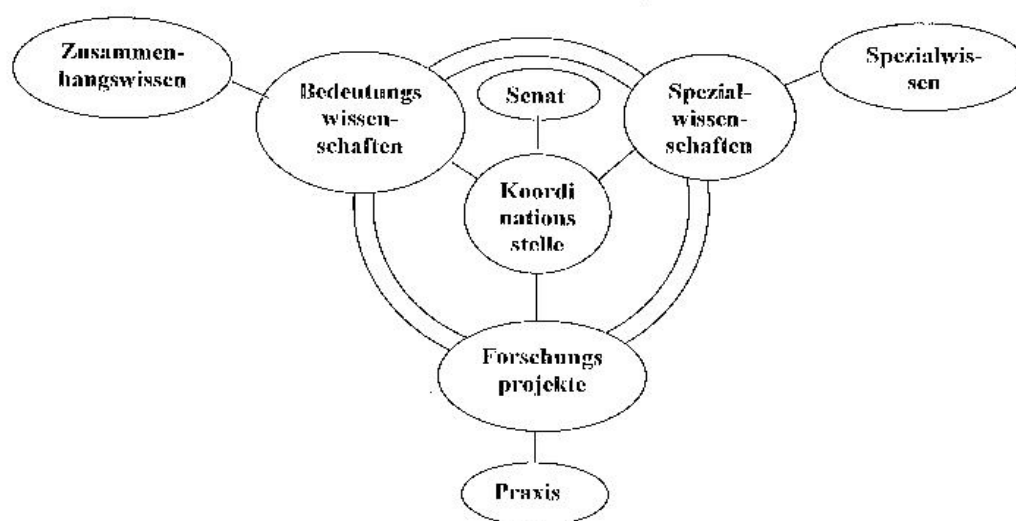 Zusammen-
hangswissen
Bedeutungs
wissen-
schaften
Senat
Spezial-
wissen-
schaften
Spezialwis-
sen
Koordi
nations
stelle
Forschungs
projekte
Praxis